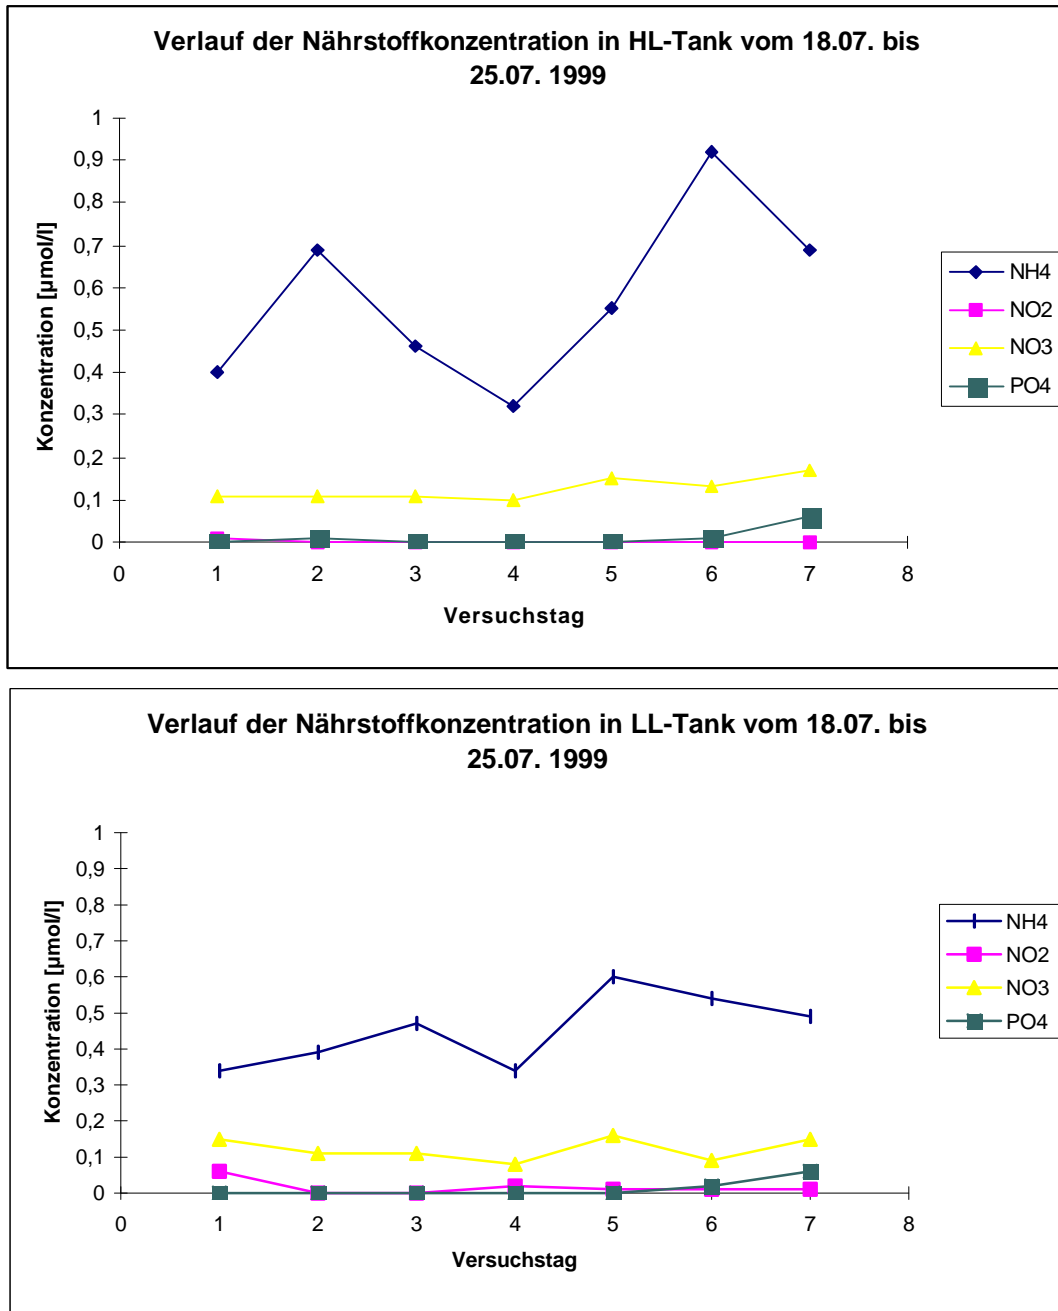 Verlauf der Nährstoffkonzentration in HL-Tank vom 18.07. bis
25.07. 1999
Konzentration [µmol/l]
1
0,9
0,8
0,7
0,6
0,5
0,4
0,3
0,2
0,1
0
0 1 2 3 4 5 6 7 8
Versuchstag
NH4
NO2
NO3
PO4
Verlauf der Nährstoffkonzentration in LL-Tank vom 18.07. bis
25.07. 1999
Konzentration [µmol/l]
1
0,9
0,8
0,7
0,6
0,5
0,4
0,3
0,2
0,1
0
0 1 2 3 4 5 6 7 8
Versuchstag
NH4
NO2
NO3
PO4